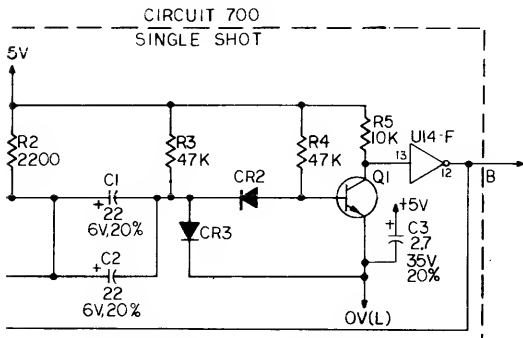 CIRCUIT 700
SINGLE SHOT
5V
R2
2200
R3
47K
R4
47K
R5
10K
U14-F
13
12
B
C1
+
22
6V,20%
C2
+
22
6V,20%
CR2
CR3
Q1
+5V
+
C3
2.7
35V
20%
0V(L)